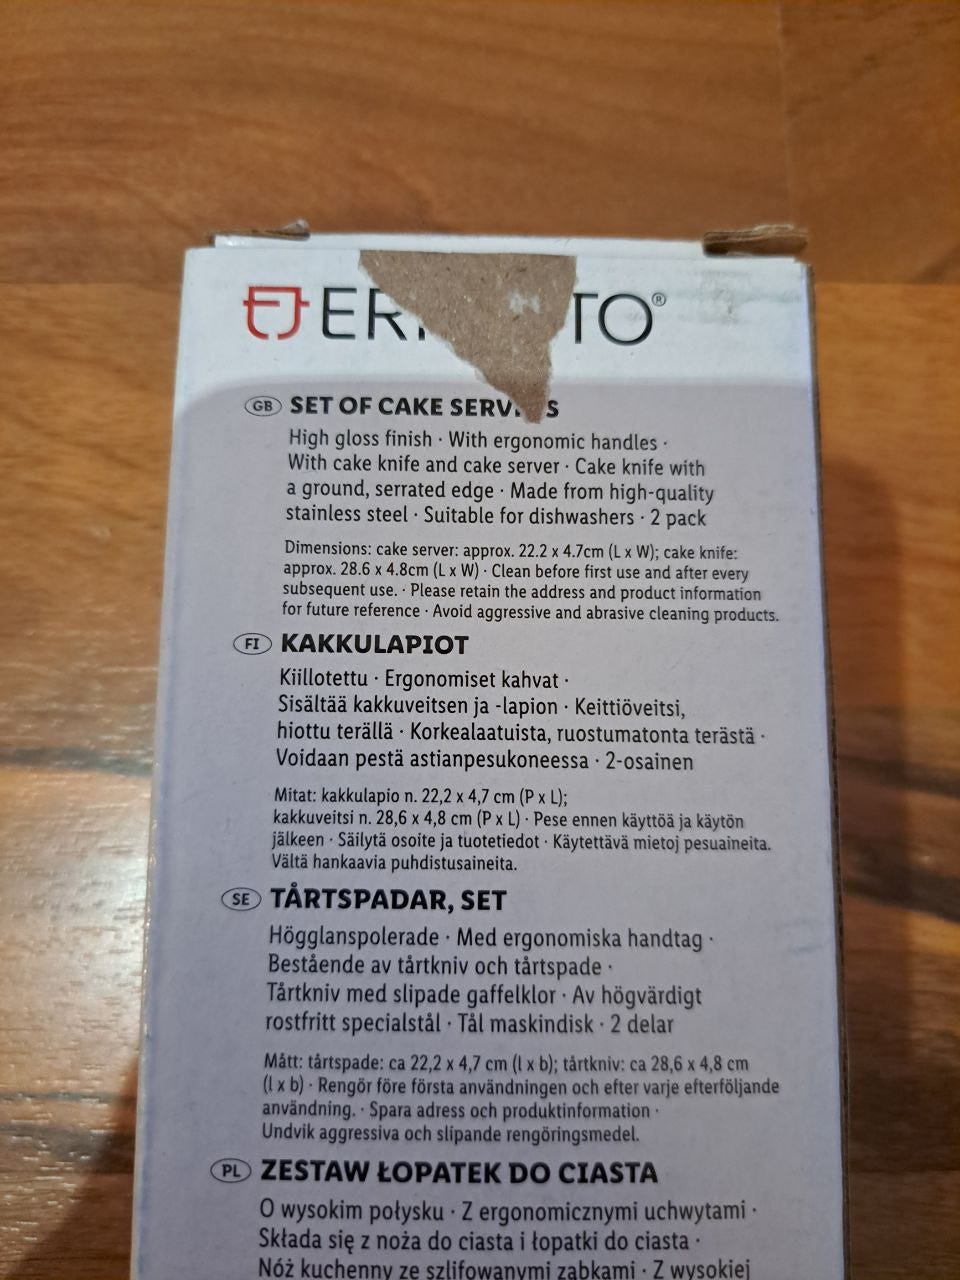 SET OF CAKE
GB
High gloss finish · With ergonomic handles ·
With cake knife and cake server · Cake knife with
a ground, serrated edge · Made from high-quality
stainless steel · Suitable for dishwashers · 2 pack
Dimensions: cake server: approx. 22.2 x 4.7cm (L x W); cake knife:
approx. 28.6 x 4.8cm (L x W) · Clean before first use and after every
subsequent use. · Please retain the address and product information
for future reference · Avoid aggressive and abrasive cleaning products.
FI KAKKULAPIOT
Kiillotettu · Ergonomiset kahvat ·
Sisältää kakkuveitsen ja -lapion · Keittiöveitsi,
hiottu terällä · Korkealaatuista, ruostumatonta terästä ·
Voidaan pestä astianpesukoneessa · 2-osainen
Mitat: kakkulapio n. 22,2 x 4,7 cm (P x L);
kakkuveitsi n. 28,6 x 4,8 cm (P x L) · Pese ennen käyttöä ja käytön
jälkeen · Säilytä osoite ja tuotetiedot · Käytettävä mietoj pesuaineita.
Vältä hankaavia puhdistusaineita.
SE TÅRTSPADAR, SET
Högglanspolerade · Med ergonomiska handtag ·
Bestående av tårtkniv och tårtspade ·
Tårtkniv med slipade gaffelklor · Av högvärdigt
rostfritt specialstål · Tål maskindisk · 2 delar
Mått: tårtspade: ca 22,2 x 4,7 cm (l x b); tårtkniv: ca 28,6 x 4,8 cm
(l x b) · Rengör före första användningen och efter varje efterföljande
användning. · Spara adress och produktinformation ·
Undvik aggressiva och slipande rengöringsmedel.
PL ZESTAW ŁOPATEK DO CIASTA
O wysokim połysku · Z ergonomicznymi uchwytami ·
Składa się z noża do ciasta i łopatki do ciasta ·
Nóż kuchenny ze szlifowanymi ząbkami · Z wysokiej